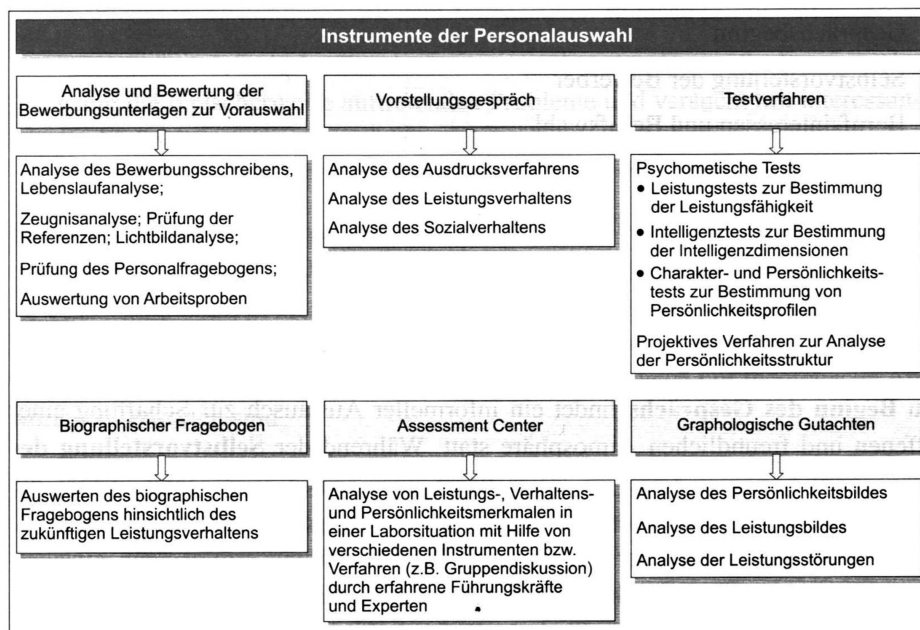 Instrumente der Personalauswahl
Analyse und Bewertung der
Bewerbungsunterlagen zur Vorauswahl
Analyse des Bewerbungsschreibens,
Lebenslaufanalyse;
Zeugnisanalyse; Prüfung der
Referenzen; Lichtbildanalyse;
Prüfung des Personalfragebogens;
Auswertung von Arbeitsproben
Vorstellungsgespräch
Analyse des Ausdrucksverfahrens
Analyse des Leistungsverhaltens
Analyse des Sozialverhaltens
Testverfahren
Psychometische Tests
• Leistungstests zur Bestimmung
der Leistungsfähigkeit
• Intelligenztests zur Bestimmung
der Intelligenzdimensionen
• Charakter- und Persönlichkeits-
tests zur Bestimmung von
Persönlichkeitsprofilen
Projektives Verfahren zur Analyse
der Persönlichkeitsstruktur
Biographischer Fragebogen
Auswerten des biographischen
Fragebogens hinsichtlich des
zukünftigen Leistungsverhaltens
Assessment Center
Analyse von Leistungs-, Verhaltens-
und Persönlichkeitsmerkmalen in
einer Laborsituation mit Hilfe von
verschiedenen Instrumenten bzw.
Verfahren (z.B. Gruppendiskussion)
durch erfahrene Führungskräfte
und Experten
Graphologische Gutachten
Analyse des Persönlichkeitsbildes
Analyse des Leistungsbildes
Analyse der Leistungsstörungen